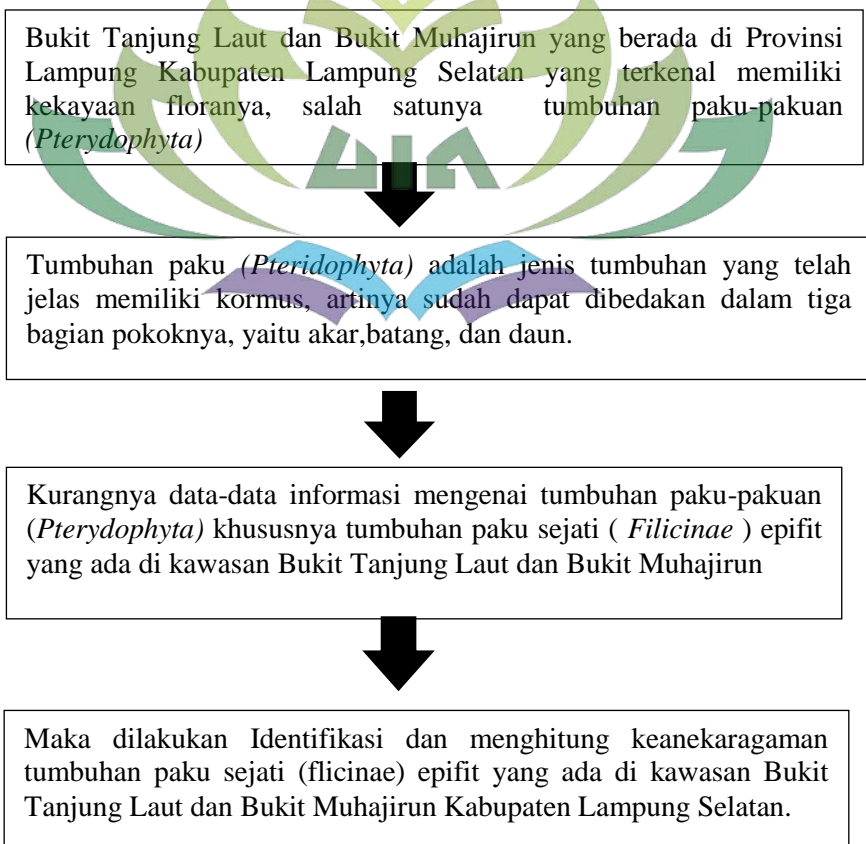 Bukit Tanjung Laut dan Bukit Muhajirun yang berada di Provinsi
Lampung Kabupaten Lampung Selatan yang terkenal memiliki
kekayaan floranya, salah satunya tumbuhan paku-pakuan
(Pterydophyta)
Tumbuhan paku (Pteridophyta) adalah jenis tumbuhan yang telah
jelas memiliki kormus, artinya sudah dapat dibedakan dalam tiga
bagian pokoknya, yaitu akar,batang, dan daun.
Kurangnya data-data informasi mengenai tumbuhan paku-pakuan
(Pterydophyta) khususnya tumbuhan paku sejati ( Filicinae ) epifit
yang ada di kawasan Bukit Tanjung Laut dan Bukit Muhajirun
Maka dilakukan Identifikasi dan menghitung keanekaragaman
tumbuhan paku sejati (flicinae) epifit yang ada di kawasan Bukit
Tanjung Laut dan Bukit Muhajirun Kabupaten Lampung Selatan.